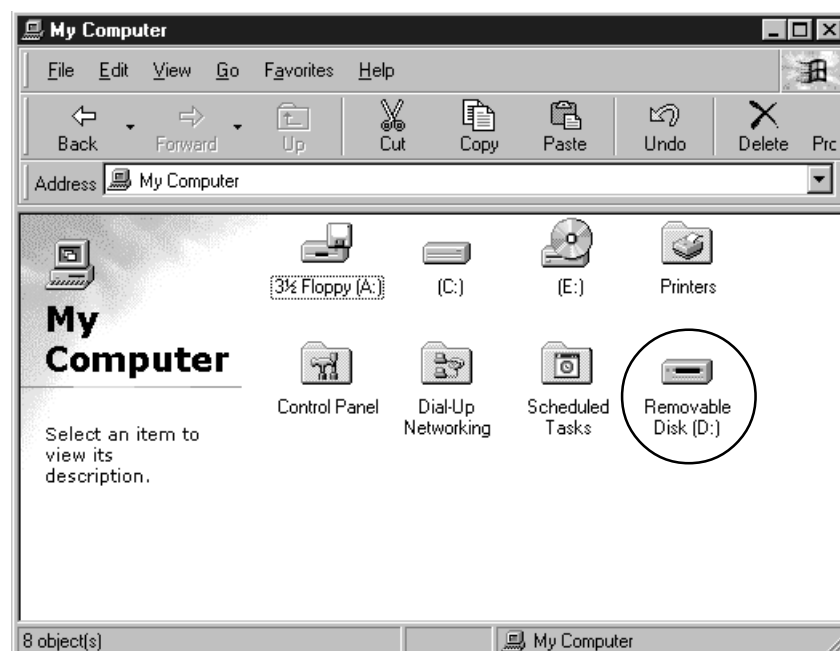 My Computer
File Edit View Go Favorites Help
Back Forward Up Cut Copy Paste Undo Delete Prc
Address My Computer
3½ Floppy (A:) (C:) (E:) Printers
My
Computer
Control Panel Dial-Up Networking Scheduled Tasks Removable Disk (D:)
Select an item to
view its
description.
8 object(s) My Computer